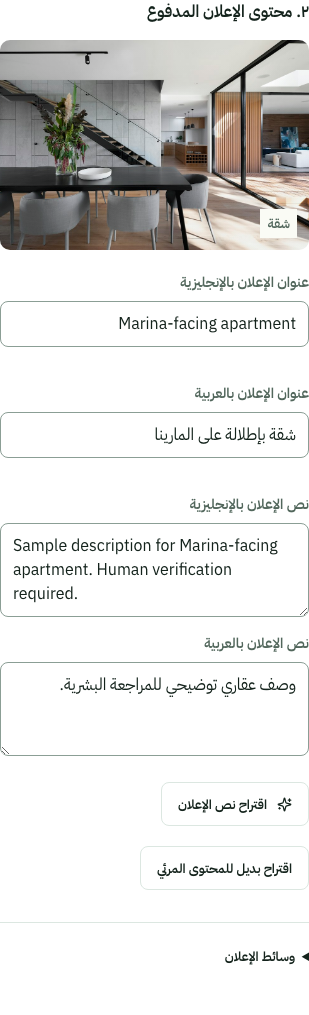 ٢. محتوى الإعلان المدفوع
شقة
عنوان الإعلان بالإنجليزية
Marina-facing apartment
عنوان الإعلان بالعربية
شقة بإطلالة على المارينا
نص الإعلان بالإنجليزية
Sample description for Marina-facing
apartment. Human verification
required.
نص الإعلان بالعربية
وصف عقاري توضيحي للمراجعة البشرية.
اقتراح نص الإعلان
اقتراح بديل للمحتوى المرئي
وسائط الإعلان